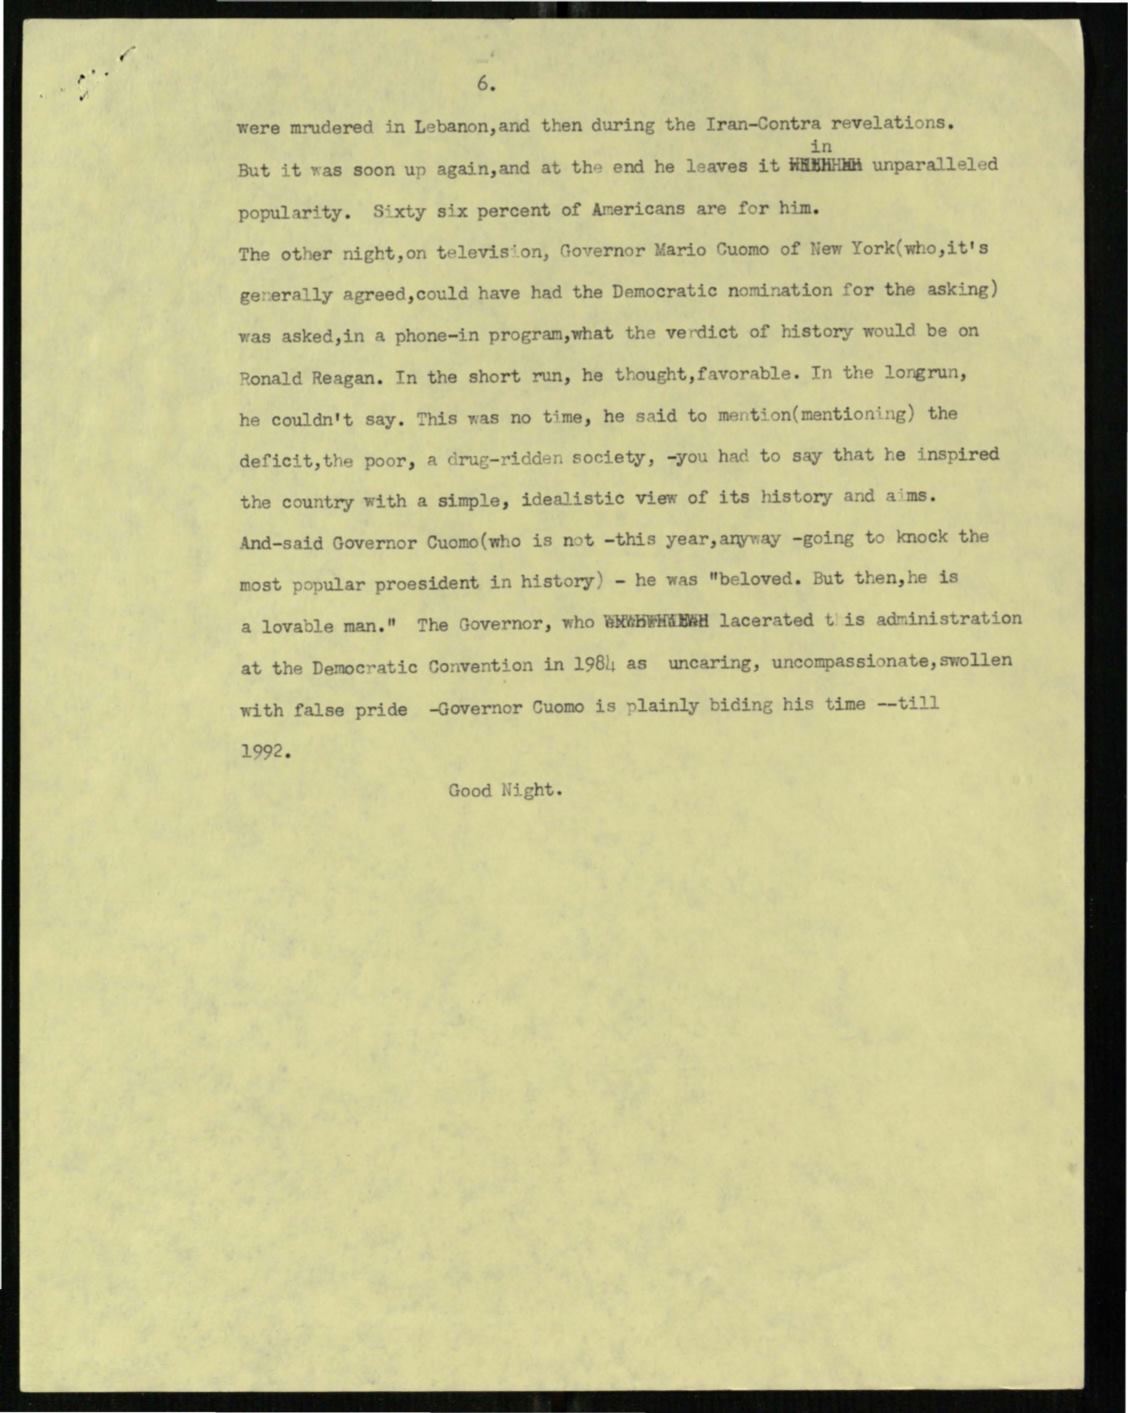 6.
were mrudered in Lebanon,and then during the Iran-Contra revelations.
in
But it was soon up again,and at the end he leaves it unparalleled
popularity. Sixty six percent of Americans are for him.
The other night,on television, Governor Mario Cuomo of New York(who,it's
generally agreed,could have had the Democratic nomination for the asking)
was asked,in a phone-in program,what the verdict of history would be on
Ronald Reagan. In the short run, he thought,favorable. In the longrun,
he couldn't say. This was no time, he said to mention(mentioning) the
deficit,the poor, a drug-ridden society, -you had to say that he inspired
the country with a simple, idealistic view of its history and aims.
And-said Governor Cuomo(who is not -this year,anyway -going to knock the
most popular proesident in history) - he was "beloved. But then,he is
a lovable man." The Governor, who lacerated t is administration
at the Democratic Convention in 1984 as uncaring, uncompassionate,swollen
with false pride -Governor Cuomo is plainly biding his time --till
1992.
Good Night.